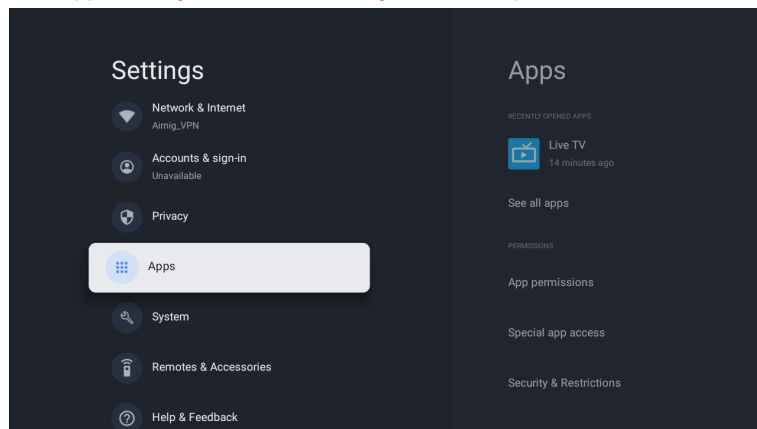 Settings
Network & Internet
Aimig_VPN
Accounts & sign-in
Unavailable
Privacy
Apps
System
Remotes & Accessories
Help & Feedback
Apps
RECENTLY OPENED APPS
Live TV
14 minutes ago
See all apps
PERMISSIONS
App permissions
Special app access
Security & Restrictions